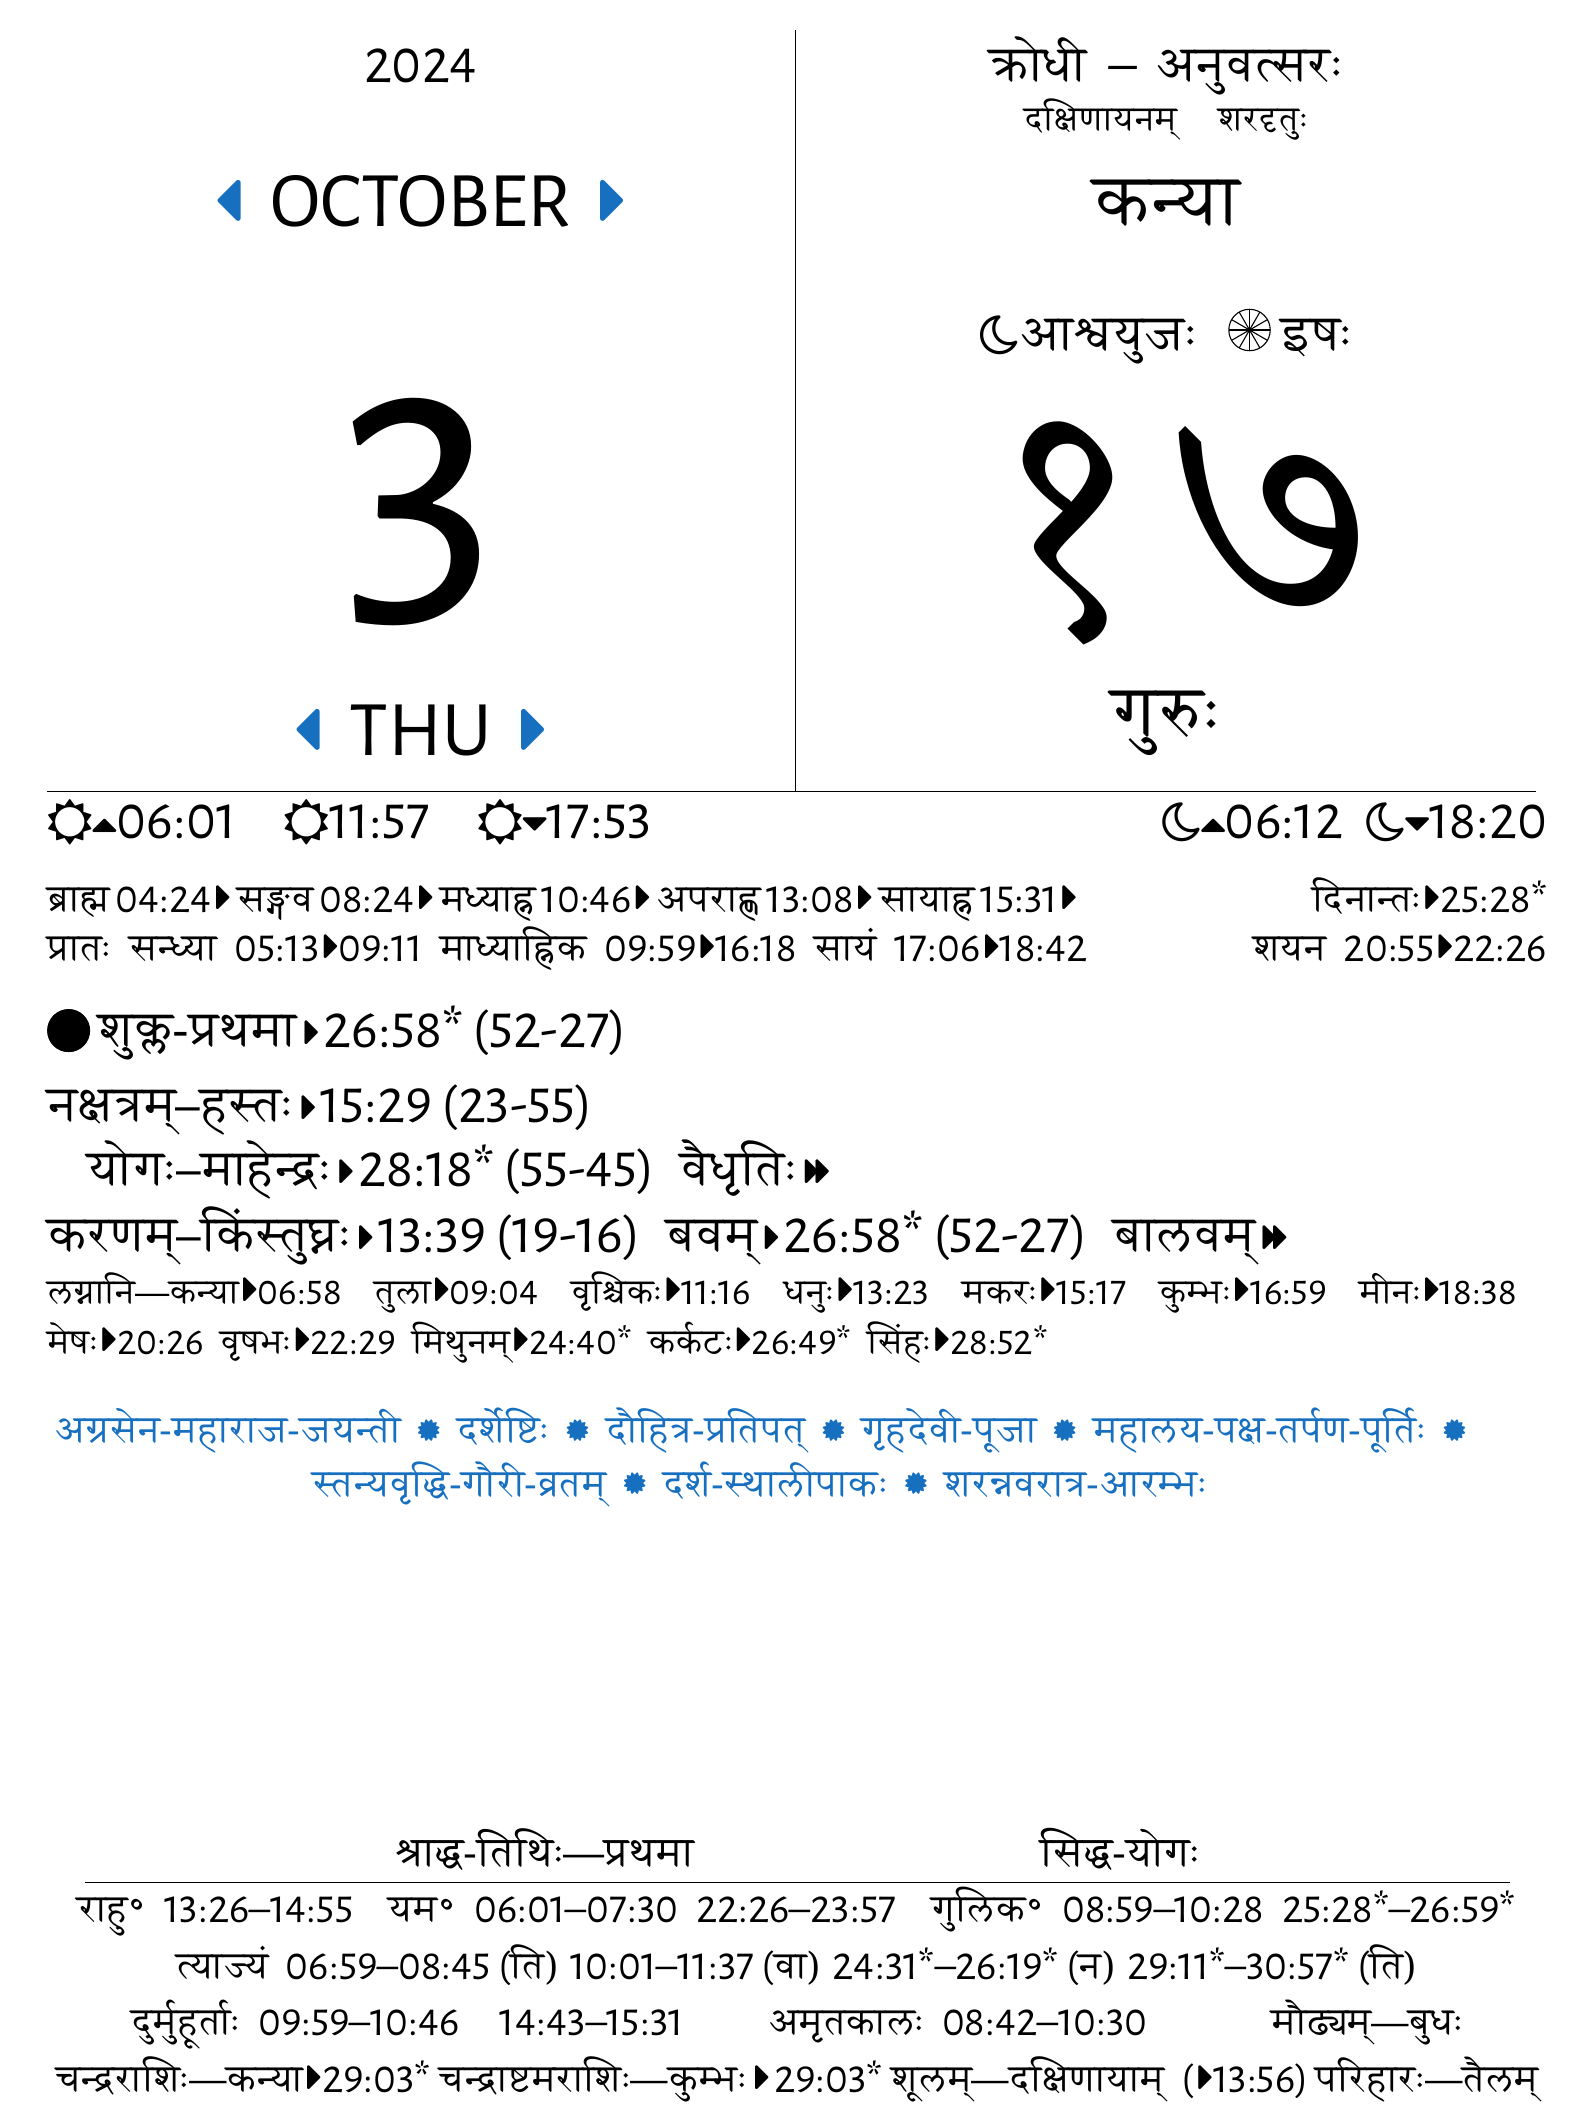 2024
OCTOBER
3
THU
क्रोधी – अनुवत्सरः
दक्षिणायनम् शरदृतुः
कन्या
आश्वयुजः इषः
१७
गुरुः
06:01 11:57 17:53 06:12 18:20
ब्राह्म 04:24 सङ्गव 08:24 मध्याह्न 10:46 अपराह्ण 13:08 सायाह्न 15:31 दिनान्तः 25:28*
प्रातः सन्ध्या 05:13 09:11 माध्याह्निक 09:59 16:18 सायं 17:06 18:42 शयन 20:55 22:26
शुक्ल-प्रथमा 26:58* (52-27)
नक्षत्रम्–हस्तः 15:29 (23-55)
योगः–माहेन्द्रः 28:18* (55-45) वैधृतिः
करणम्–किंस्तुघ्नः 13:39 (19-16) बवम् 26:58* (52-27) बालवम्
लग्नानि—कन्या 06:58 तुला 09:04 वृश्चिकः 11:16 धनुः 13:23 मकरः 15:17 कुम्भः 16:59 मीनः 18:38
मेषः 20:26 वृषभः 22:29 मिथुनम् 24:40* कर्कटः 26:49* सिंहः 28:52*
अग्रसेन-महाराज-जयन्ती दर्शेष्टिः दौहित्र-प्रतिपत् गृहदेवी-पूजा महालय-पक्ष-तर्पण-पूर्तिः
स्तन्यवृद्धि-गौरी-व्रतम् दर्श-स्थालीपाकः शरन्नवरात्र-आरम्भः
श्राद्ध-तिथिः—प्रथमा सिद्ध-योगः
राहु॰ 13:26–14:55 यम॰ 06:01–07:30 22:26–23:57 गुलिक॰ 08:59–10:28 25:28*–26:59*
त्याज्यं 06:59–08:45 (ति) 10:01–11:37 (वा) 24:31*–26:19* (न) 29:11*–30:57* (ति)
दुर्मुहूर्ताः 09:59–10:46 14:43–15:31 अमृतकालः 08:42–10:30 मौढ्यम्—बुधः
चन्द्रराशिः—कन्या 29:03* चन्द्राष्टमराशिः—कुम्भः 29:03* शूलम्—दक्षिणायाम् (13:56) परिहारः—तैलम्